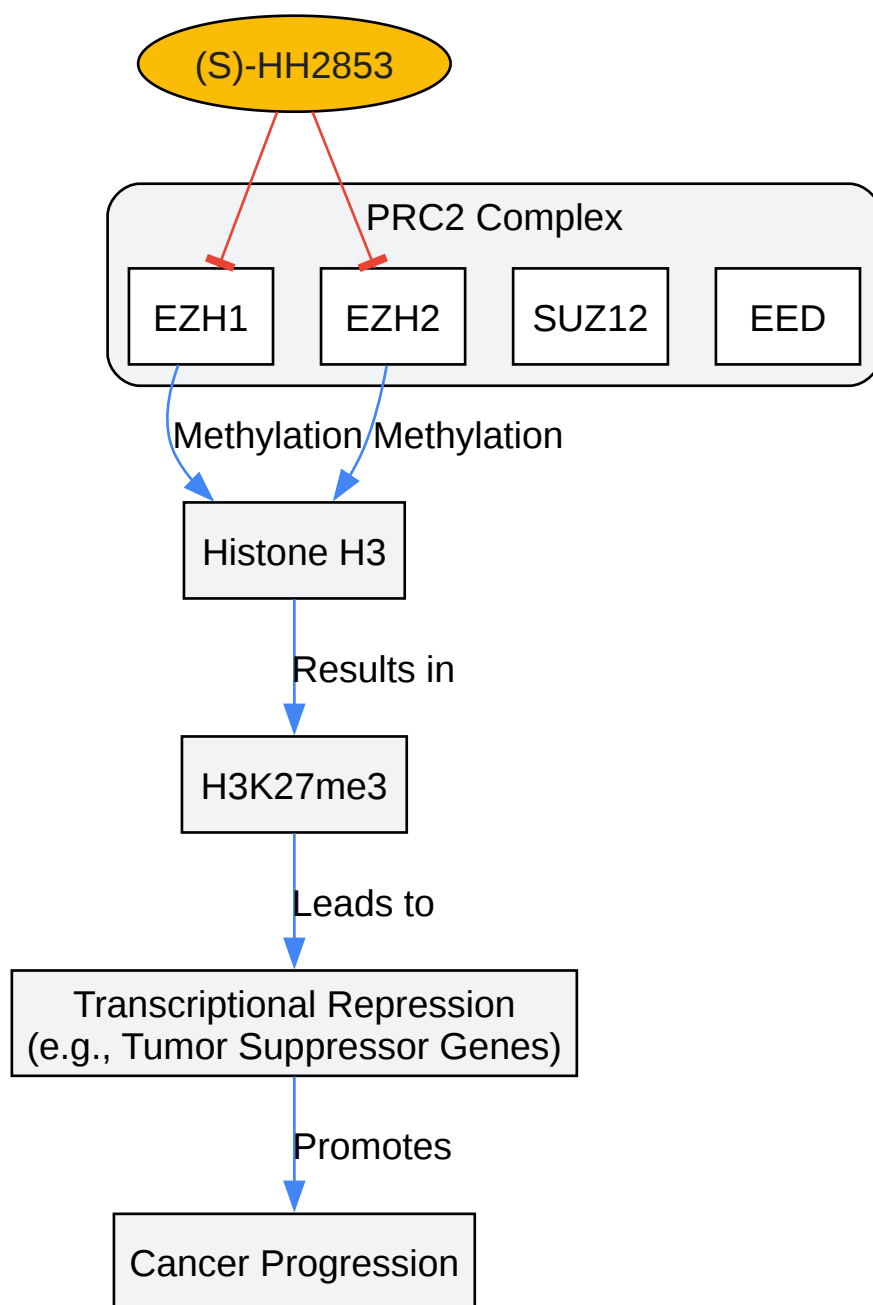 (S)-HH2853
PRC2 Complex
EZH1
EZH2
SUZ12
EED
Methylation
Methylation
Histone H3
Results in
H3K27me3
Leads to
Transcriptional Repression
(e.g., Tumor Suppressor Genes)
Promotes
Cancer Progression